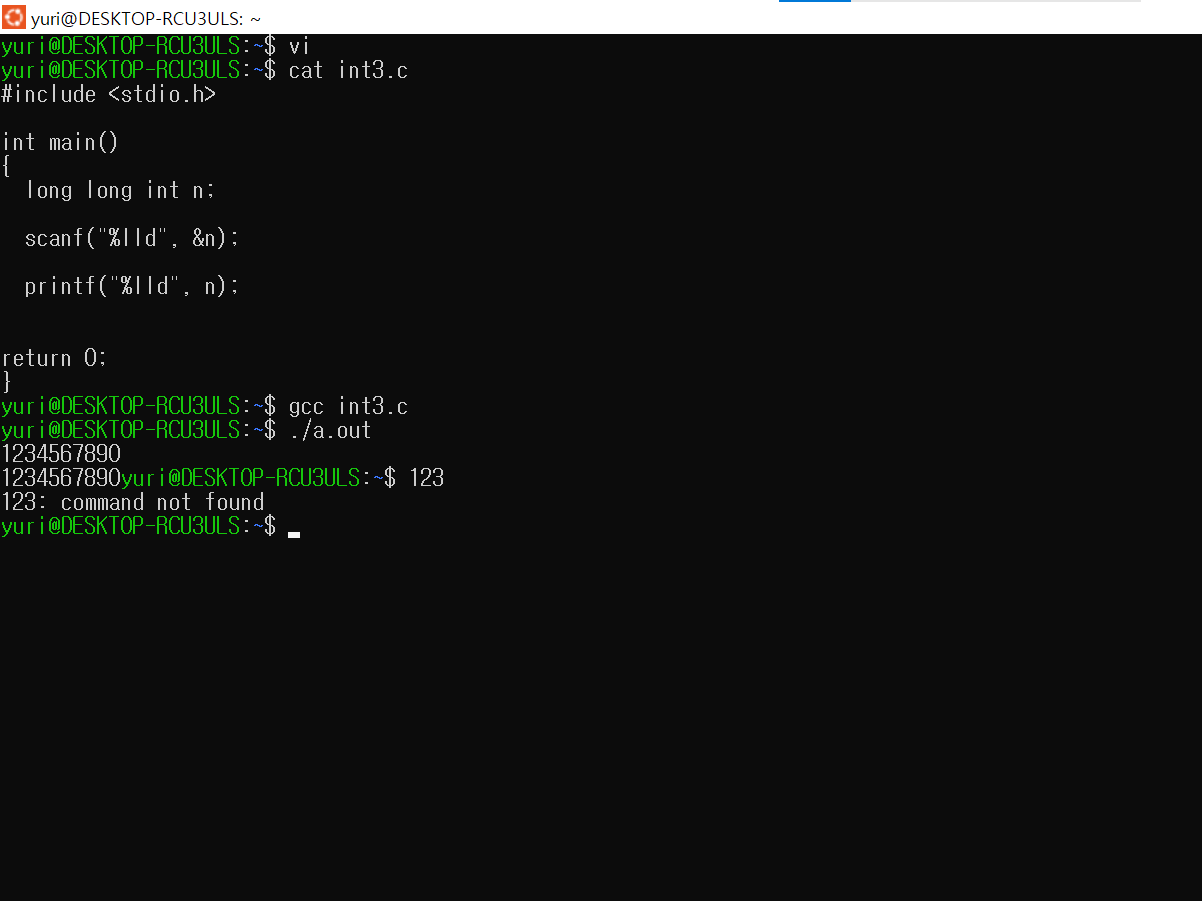 yuri@DESKTOP-RCU3ULS: ~
yuri@DESKTOP-RCU3ULS:~$ vi
yuri@DESKTOP-RCU3ULS:~$ cat int3.c
#include <stdio.h>
int main()
{
  long long int n;
  scanf("%lld", &n);
  printf("%lld", n);
return 0;
}
yuri@DESKTOP-RCU3ULS:~$ gcc int3.c
yuri@DESKTOP-RCU3ULS:~$ ./a.out
1234567890
1234567890yuri@DESKTOP-RCU3ULS:~$ 123
123: command not found
yuri@DESKTOP-RCU3ULS:~$